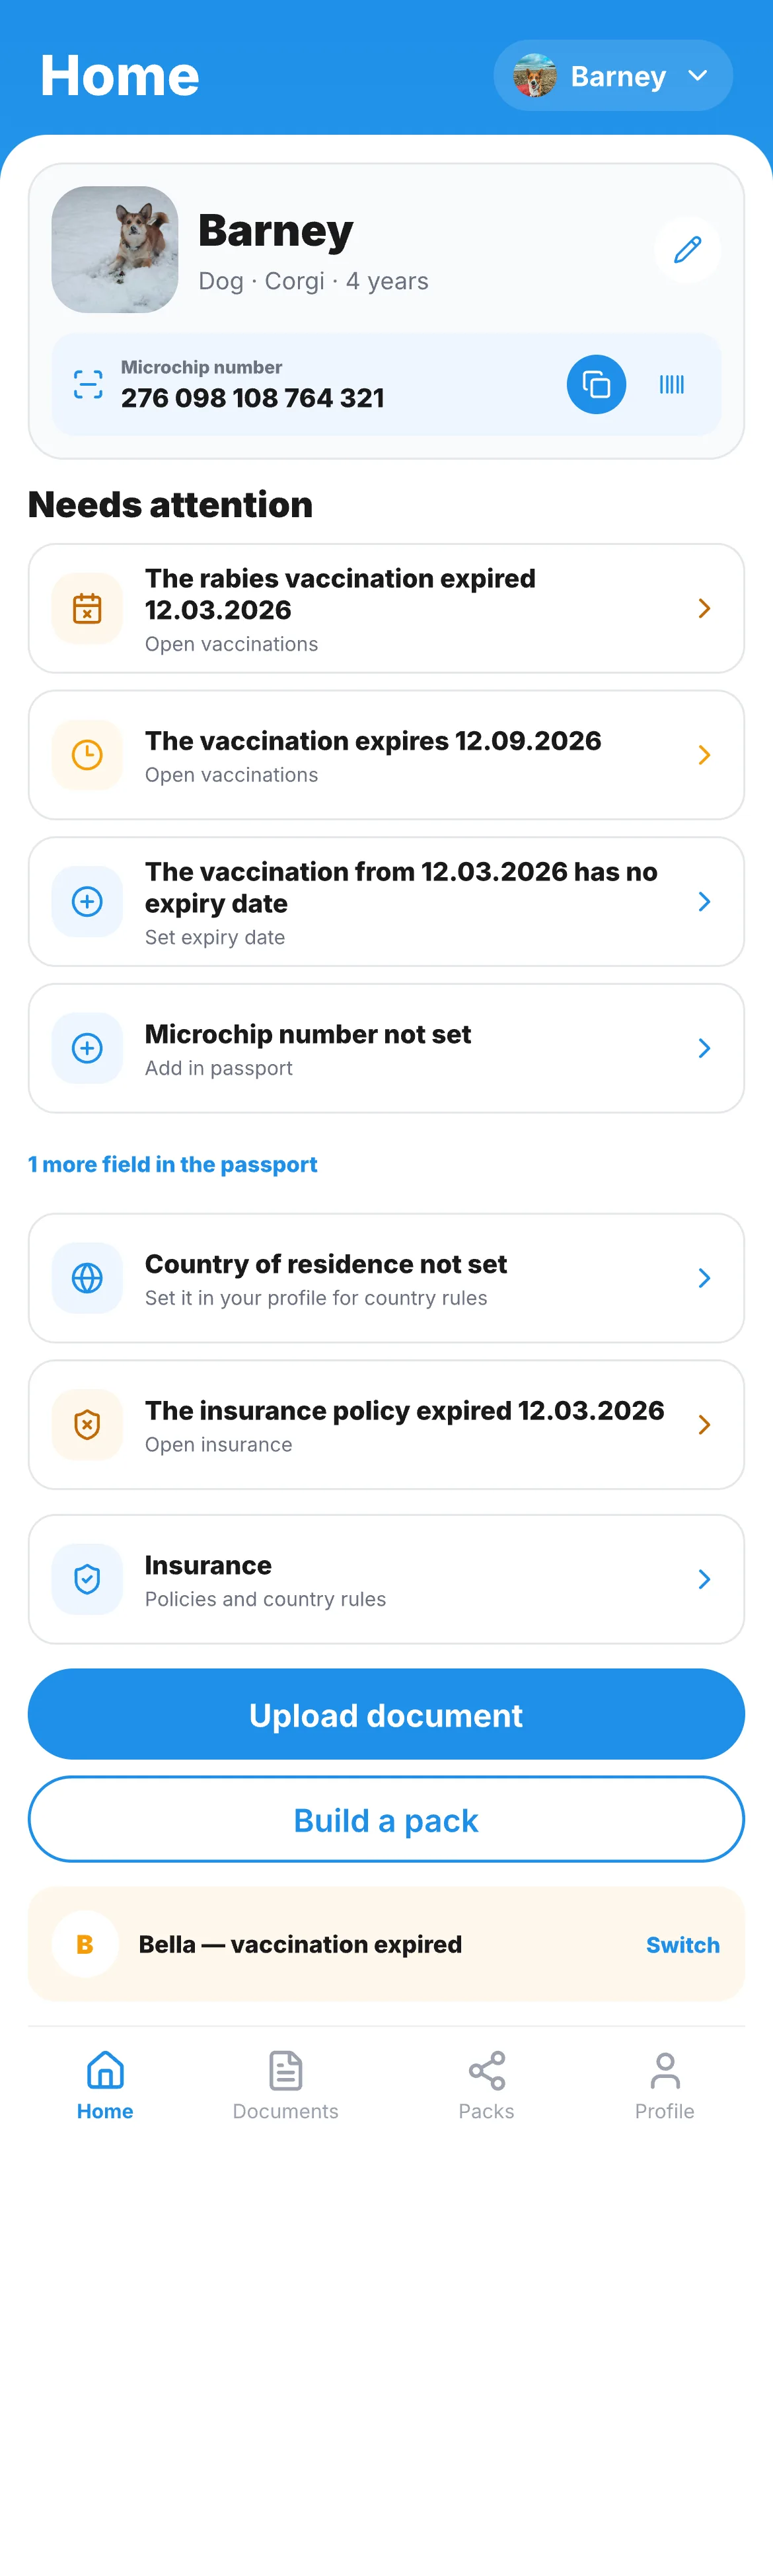 Home
Barney
Barney
Dog · Corgi · 4 years
Microchip number
276 098 108 764 321
Needs attention
The rabies vaccination expired
12.03.2026
Open vaccinations
The vaccination expires 12.09.2026
Open vaccinations
The vaccination from 12.03.2026 has no
expiry date
Set expiry date
Microchip number not set
Add in passport
1 more field in the passport
Country of residence not set
Set it in your profile for country rules
The insurance policy expired 12.03.2026
Open insurance
Insurance
Policies and country rules
Upload document
Build a pack
B
Bella — vaccination expired
Switch
Home
Documents
Packs
Profile